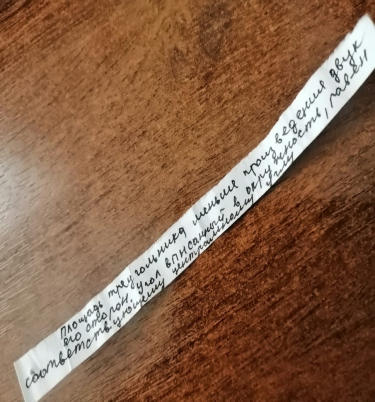 площадь треугольника меньше произведения двух
его сторон, угол вписанный в окружность, равен
соответствующему центральному углу